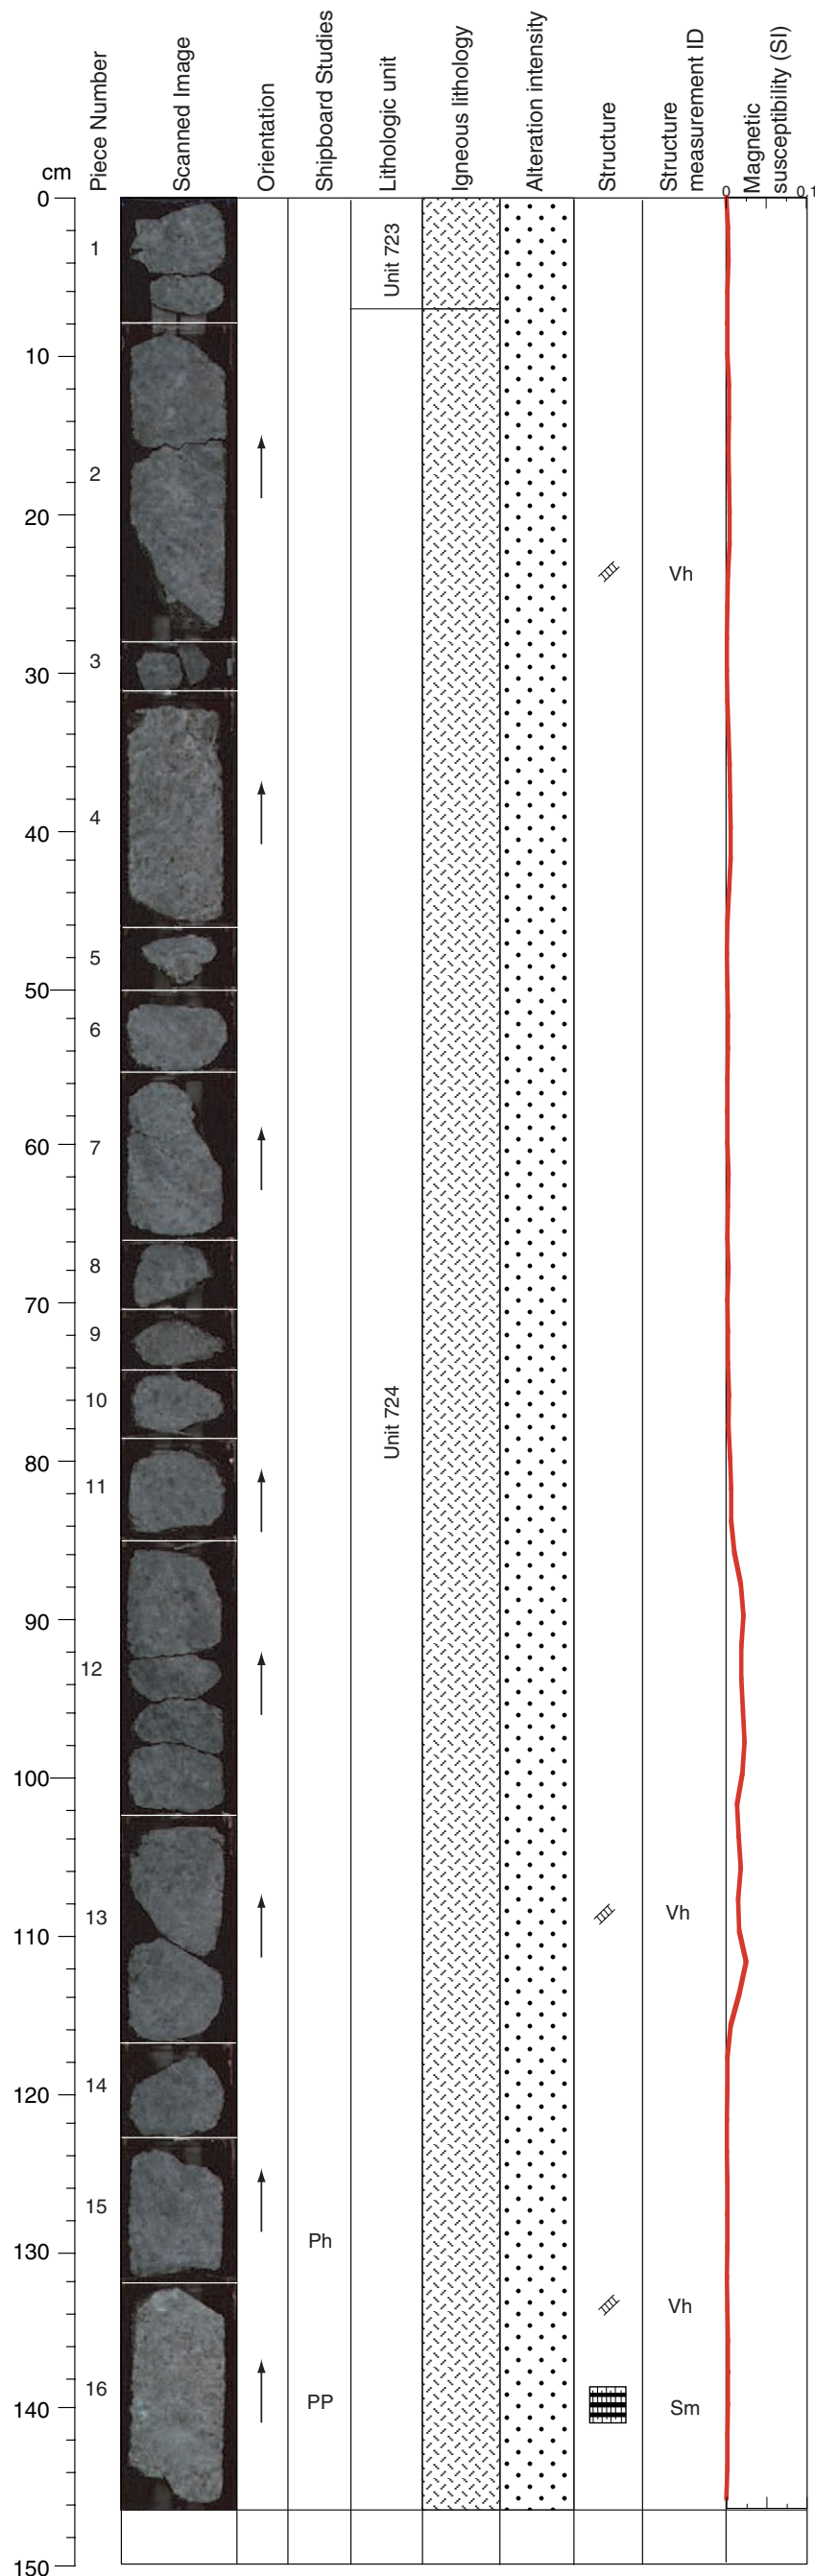 cm
Piece Number
Scanned Image
Orientation
Shipboard Studies
Lithologic unit
Igneous lithology
Alteration intensity
Structure
Structure
measurement ID
Magnetic
susceptibility (SI)
0 0.1
0
1
Unit 723
10
2
20
Vh
3
30
4
40
5
50
6
60
7
8
70
9
10
Unit 724
80
11
90
12
100
13
Vh
110
14
120
15
Ph
130
Vh
16
PP
Sm
140
150